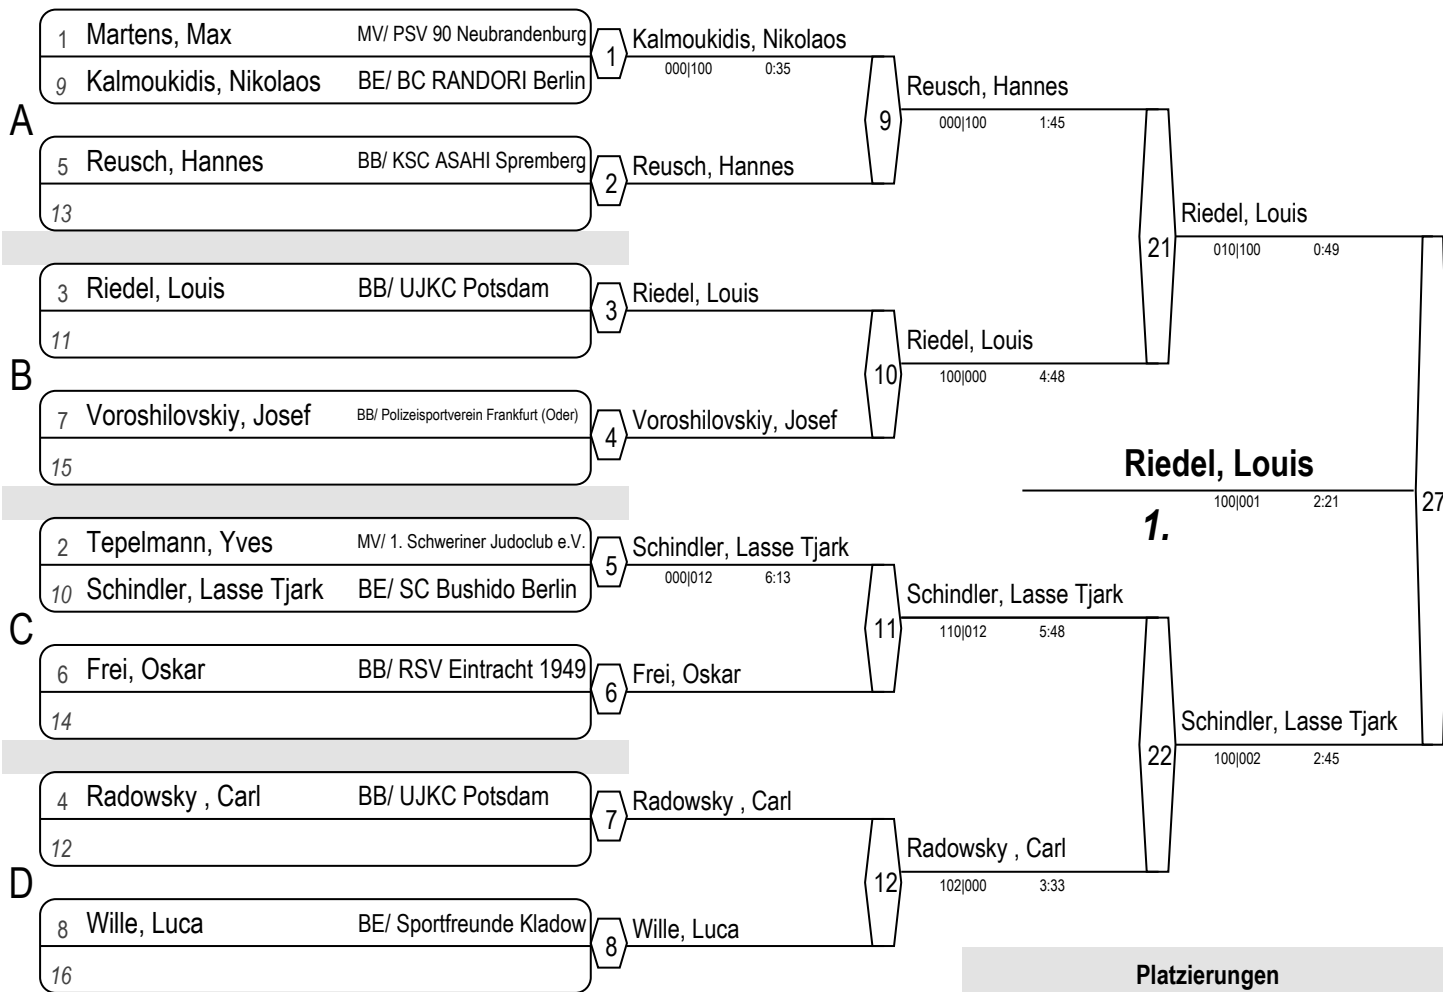 1 Martens, Max MV/ PSV 90 Neubrandenburg
9 Kalmoukidis, Nikolaos BE/ BC RANDORI Berlin
1 Kalmoukidis, Nikolaos
000|100 0:35
A
5 Reusch, Hannes BB/ KSC ASAHI Spremberg
13
2 Reusch, Hannes
9 Reusch, Hannes
000|100 1:45
3 Riedel, Louis BB/ UJKC Potsdam
11
3 Riedel, Louis
B
7 Voroshilovskiy, Josef BB/ Polizeisportverein Frankfurt (Oder)
15
4 Voroshilovskiy, Josef
10 Riedel, Louis
100|000 4:48
21 Riedel, Louis
010|100 0:49
2 Tepelmann, Yves MV/ 1. Schweriner Judoclub e.V.
10 Schindler, Lasse Tjark BE/ SC Bushido Berlin
5 Schindler, Lasse Tjark
000|012 6:13
C
6 Frei, Oskar BB/ RSV Eintracht 1949
14
6 Frei, Oskar
11 Schindler, Lasse Tjark
110|012 5:48
4 Radowsky , Carl BB/ UJKC Potsdam
12
7 Radowsky , Carl
D
8 Wille, Luca BE/ Sportfreunde Kladow
16
8 Wille, Luca
12 Radowsky , Carl
102|000 3:33
22 Schindler, Lasse Tjark
100|002 2:45
Riedel, Louis
100|001 2:21 27
1.
Platzierungen